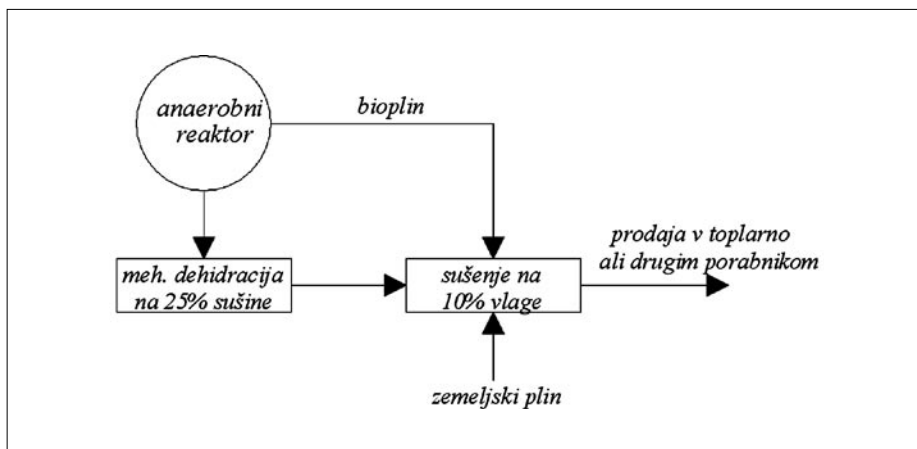 anaerobni
reaktor
bioplin
meh. dehidracija
na 25% sušine
sušenje na
10% vlage
prodaja v toplarno
ali drugim porabnikom
zemeljski plin